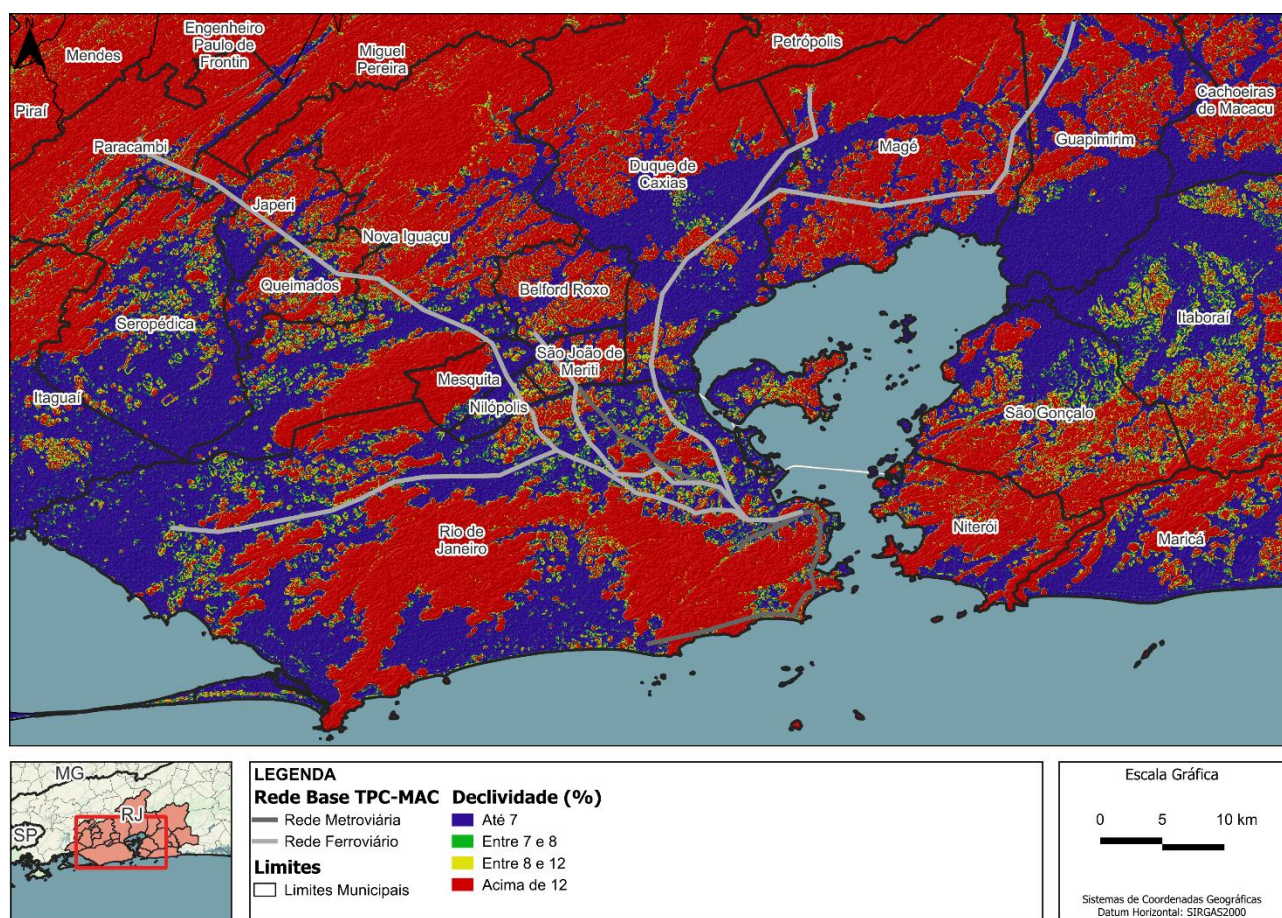 N
Engenheiro
Paulo de
Frontin
Mendes
Miguel
Pereira
Petrópolis
Piraí
Cachoeiras
de Macacu
Paracambi
Duque de
Caxias
Magé
Guapimirim
Japeri
Nova Iguaçu
Queimados
Belford Roxo
Seropédica
Itaboraí
São João de
Meriti
Itaguaí
Mesquita
Nilópolis
São Gonçalo
Rio de
Janeiro
Niterói
Maricá
MG
RJ
SP
LEGENDA
Rede Base TPC-MAC
Rede Metroviária
Rede Ferroviário
Limites
Limites Municipais
Declividade (%)
Até 7
Entre 7 e 8
Entre 8 e 12
Acima de 12
Escala Gráfica
0 5 10 km
Sistemas de Coordenadas Geográficas
Datum Horizontal: SIRGAS2000